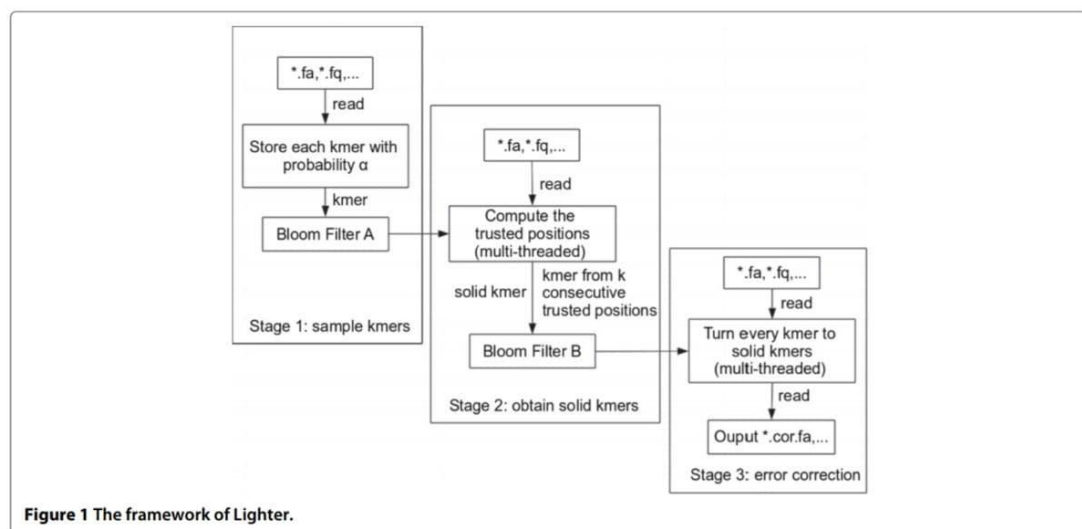 *.fa,*.fq,...
read
Store each kmer with
probability α
kmer
Bloom Filter A
Stage 1: sample kmers
*.fa,*.fq,...
read
Compute the
trusted positions
(multi-threaded)
solid kmer
kmer from k
consecutive
trusted positions
Bloom Filter B
Stage 2: obtain solid kmers
*.fa,*.fq,...
read
Turn every kmer to
solid kmers
(multi-threaded)
read
Ouput *.cor.fa,...
Stage 3: error correction
Figure 1 The framework of Lighter.